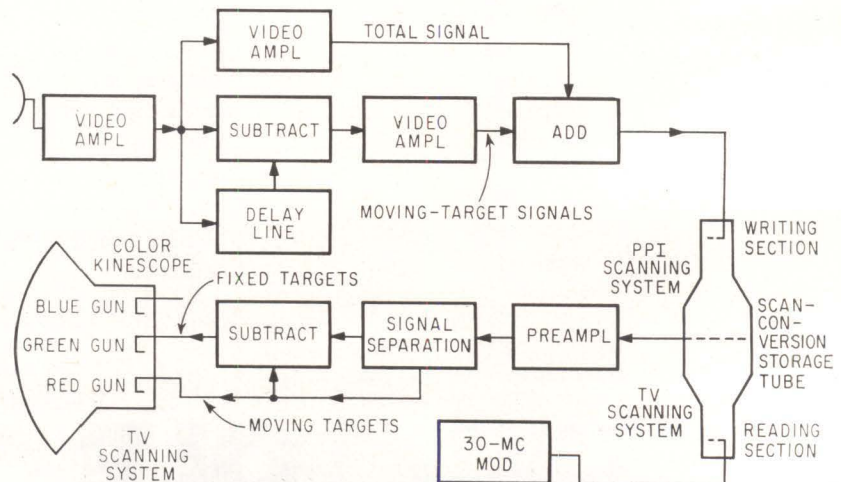 VIDEO
AMPL
TOTAL SIGNAL
VIDEO
AMPL
SUBTRACT
VIDEO
AMPL
ADD
DELAY
LINE
MOVING-TARGET SIGNALS
WRITING
SECTION
PPI
SCANNING
SYSTEM
SCAN-
CON-
VERSION
STORAGE
TUBE
COLOR
KINESCOPE
FIXED TARGETS
BLUE GUN
GREEN GUN
RED GUN
SUBTRACT
SIGNAL
SEPARATION
PREAMPL
MOVING TARGETS
TV
SCANNING
SYSTEM
TV
SCANNING
SYSTEM
30-MC
MOD
READING
SECTION